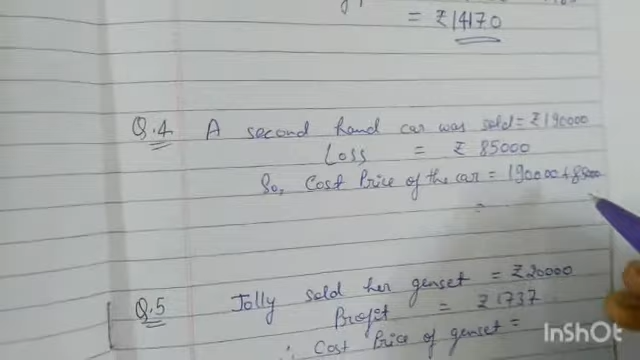 = ₹14170
Q.4 A second hand car was sold = ₹190000
Loss = ₹ 85000
So, Cost Price of the car = 190000+85000
=
Q.5 Jolly sold her genset = ₹20000
Profit = ₹1737
∴ Cost Price of genset =
InShOt